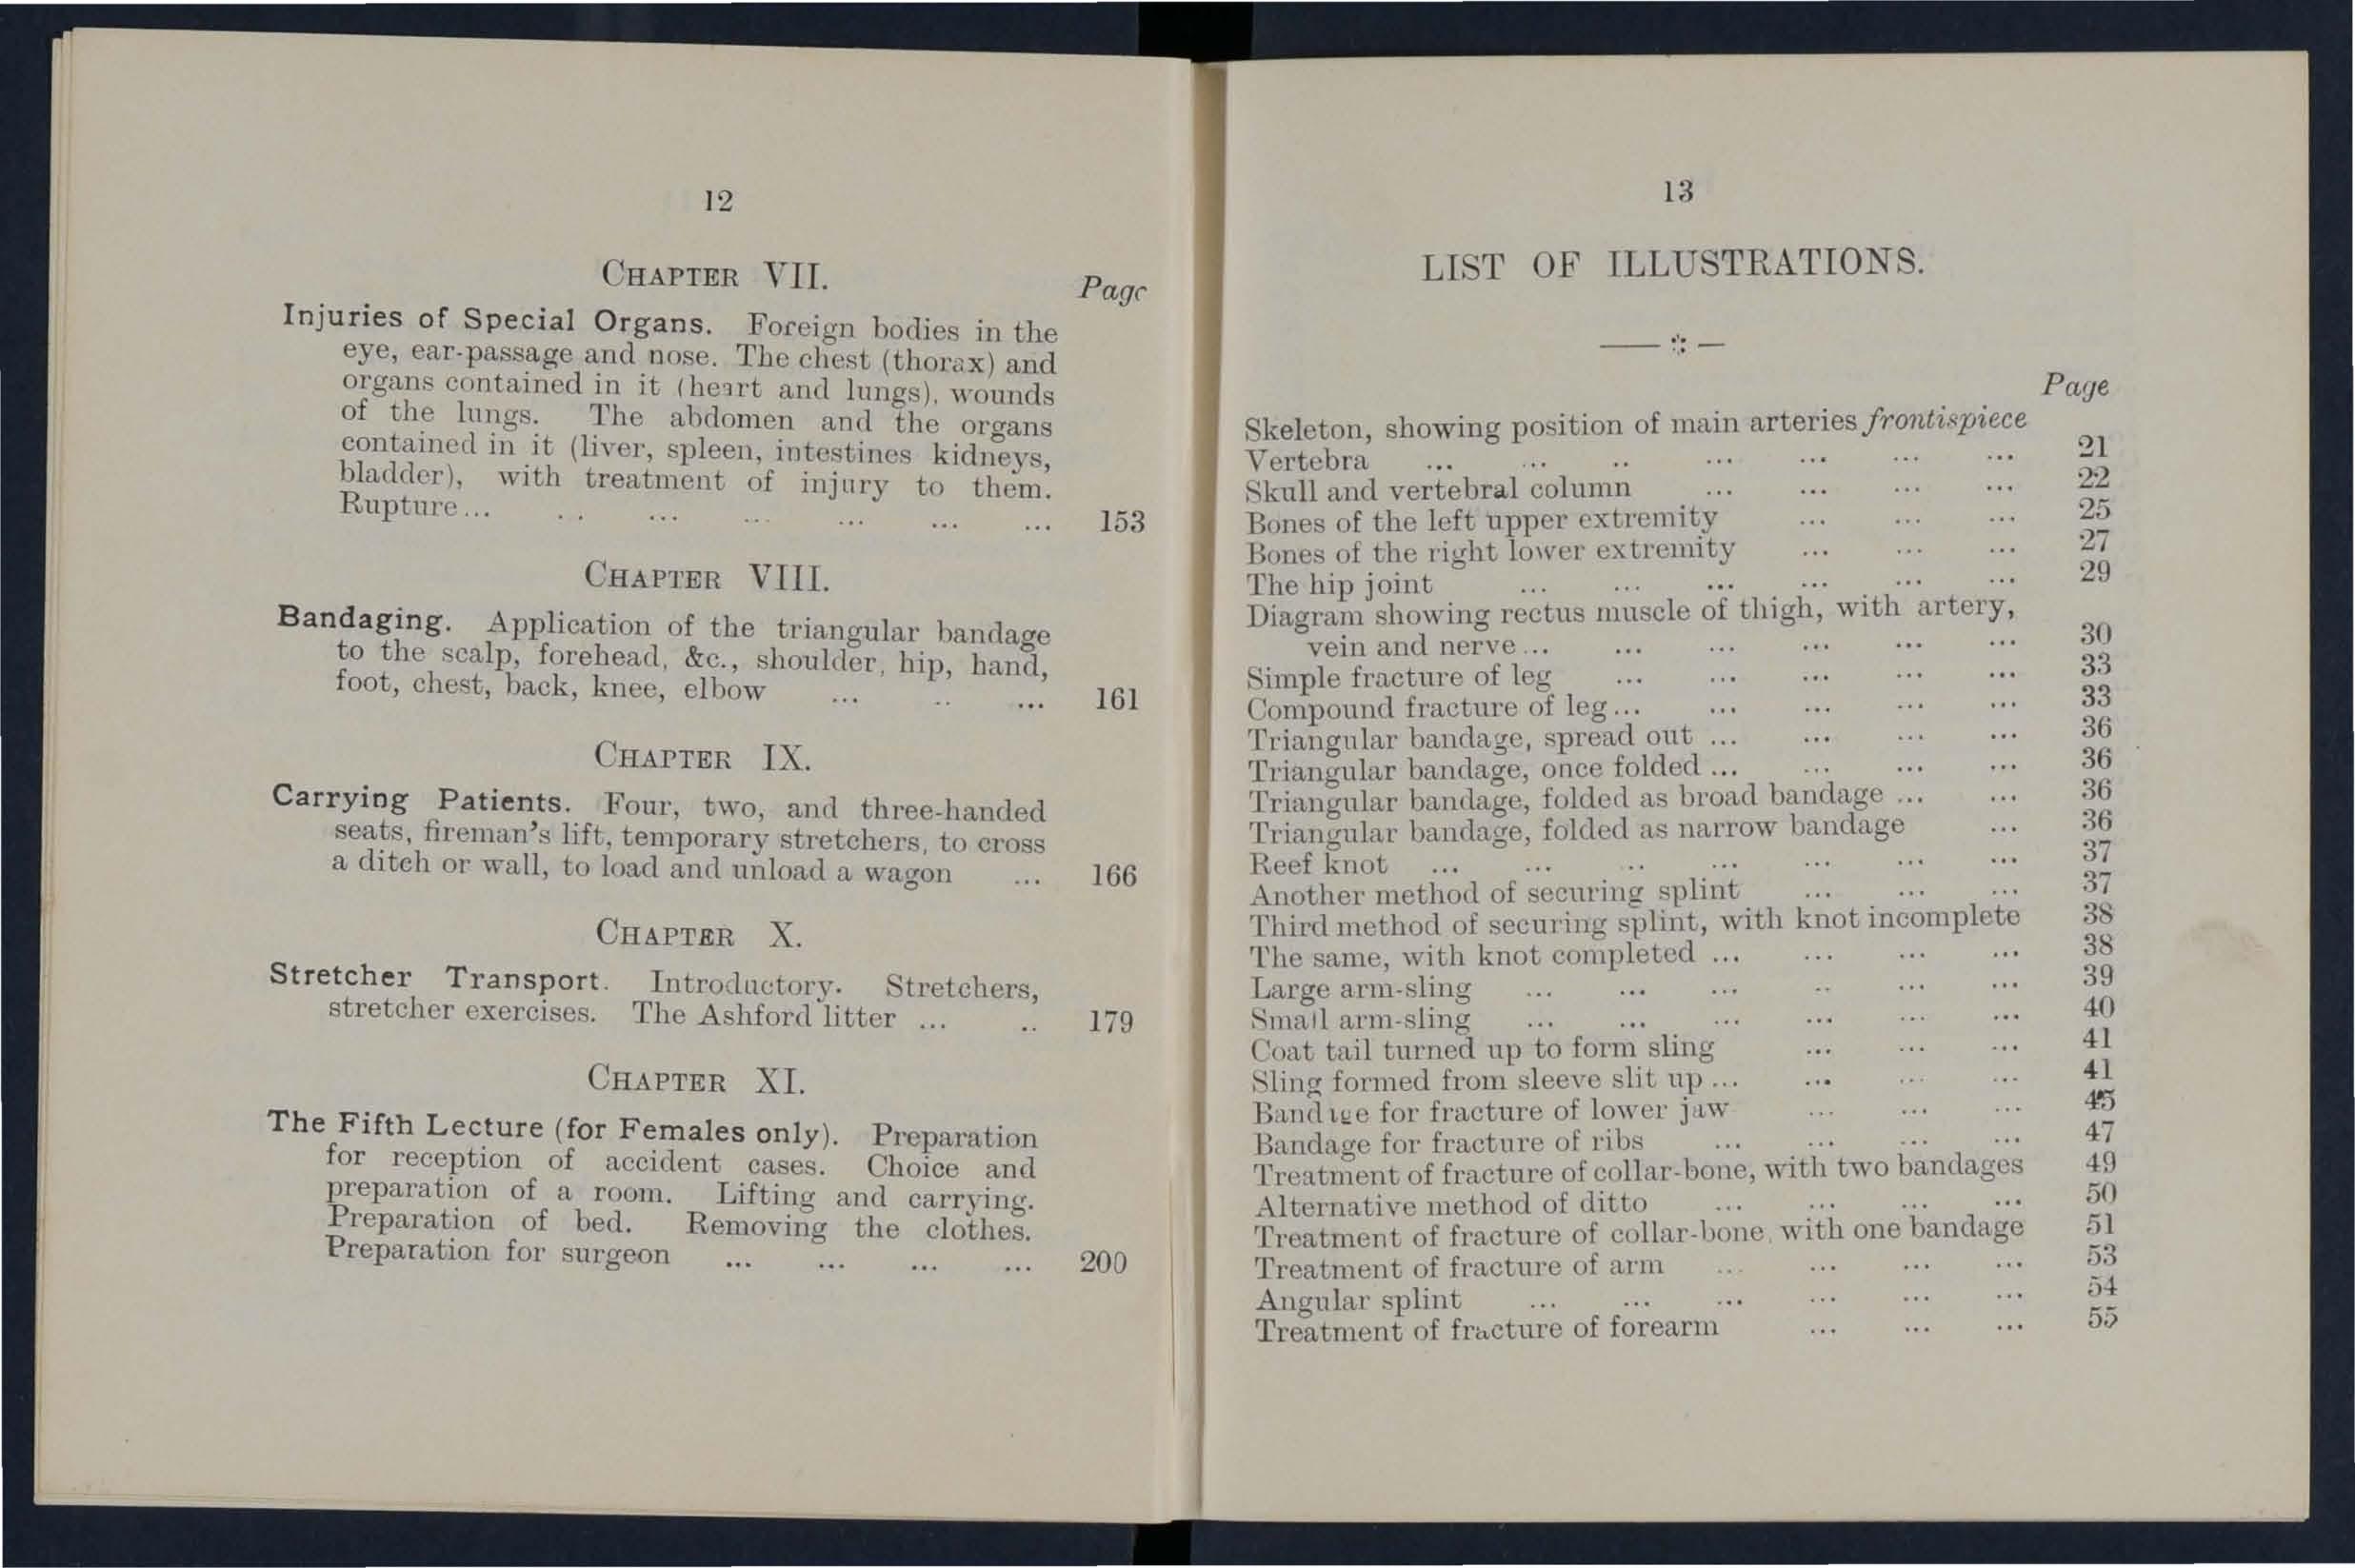 12
CHAPTER VII.
Page
Injuries of Special Organs. Foreign bodies in the
eye, ear-passage and nose. The chest (thorax) and
organs contained in it (heart and lungs), wounds
of the lungs. The abdomen and the organs
contained in it (liver, spleen, intestines kidneys,
bladder), with treatment of injury to them.
Rupture... .. ... ... ... ... ... 153
CHAPTER VIII.
Bandaging. Application of the triangular bandage
to the scalp, forehead, &c., shoulder, hip, hand,
foot, chest, back, knee, elbow ... .. ... 161
CHAPTER IX.
Carrying Patients. Four, two, and three-handed
seats, fireman's lift, temporary stretchers, to cross
a ditch or wall, to load and unload a wagon ... 166
CHAPTER X.
Stretcher Transport. Introductory. Stretchers,
stretcher exercises. The Ashford litter ... .. 179
CHAPTER XI.
The Fifth Lecture (for Females only). Preparation
for reception of accident cases. Choice and
preparation of a room. Lifting and carrying.
Preparation of bed. Removing the clothes.
Preparation for surgeon ... ... ... ... 200
13
LIST OF ILLUSTRATIONS.
Page
Skeleton, showing position of main arteries frontispiece
Vertebra ... ... .. ... ... ... ... 21
Skull and vertebral column ... ... ... ... 22
Bones of the left upper extremity ... ... ... 25
Bones of the right lower extremity ... ... ... 27
The hip joint ... ... ... ... ... ... 29
Diagram showing rectus muscle of thigh, with artery,
vein and nerve ... ... ... ... ... ... 30
Simple fracture of leg ... ... ... ... ... 33
Compound fracture of leg ... ... ... ... ... 33
Triangular bandage, spread out ... ... ... ... 36
Triangular bandage, once folded ... ... ... ... 36
Triangular bandage, folded as broad bandage ... ... 36
Triangular bandage, folded as narrow bandage ... 36
Reef knot ... ... .. ... ... ... ... 37
Another method of securing splint ... ... ... 37
Third method of securing splint, with knot incomplete 38
The same, with knot completed ... ... ... ... 38
Large arm-sling ... ... ... .. ... ... 39
Small arm-sling ... ... ... ... ... ... 40
Coat tail turned up to form sling ... ... ... 41
Sling formed from sleeve slit up ... ... ... ... 41
Bandage for fracture of lower jaw ... ... ... 45
Bandage for fracture of ribs ... ... ... ... 47
Treatment of fracture of collar-bone, with two bandages 49
Alternative method of ditto ... ... ... ... 50
Treatment of fracture of collar-bone, with one bandage 51
Treatment of fracture of arm ... ... ... ... 53
Angular splint ... ... ... ... ... ... 54
Treatment of fracture of forearm ... ... ... 55